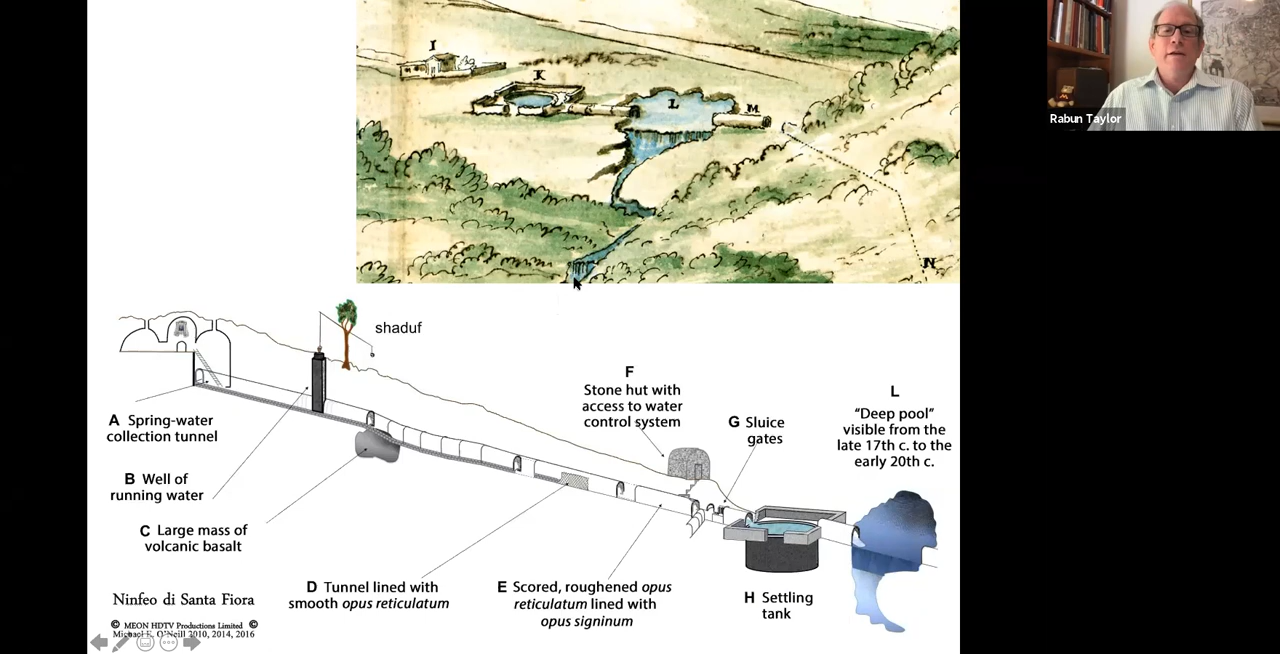 I
K
L
M
N
Rabun Taylor
shaduf
A Spring-water
collection tunnel
B Well of
running water
C Large mass of
volcanic basalt
D Tunnel lined with
smooth opus reticulatum
E Scored, roughened opus
reticulatum lined with
opus signinum
F
Stone hut with
access to water
control system
G Sluice
gates
H Settling
tank
L
"Deep pool"
visible from the
late 17th c. to the
early 20th c.
Ninfeo di Santa Fiora
© MEON HDTV Productions Limited ©
Michael E. O'Neill 2010, 2014, 2016